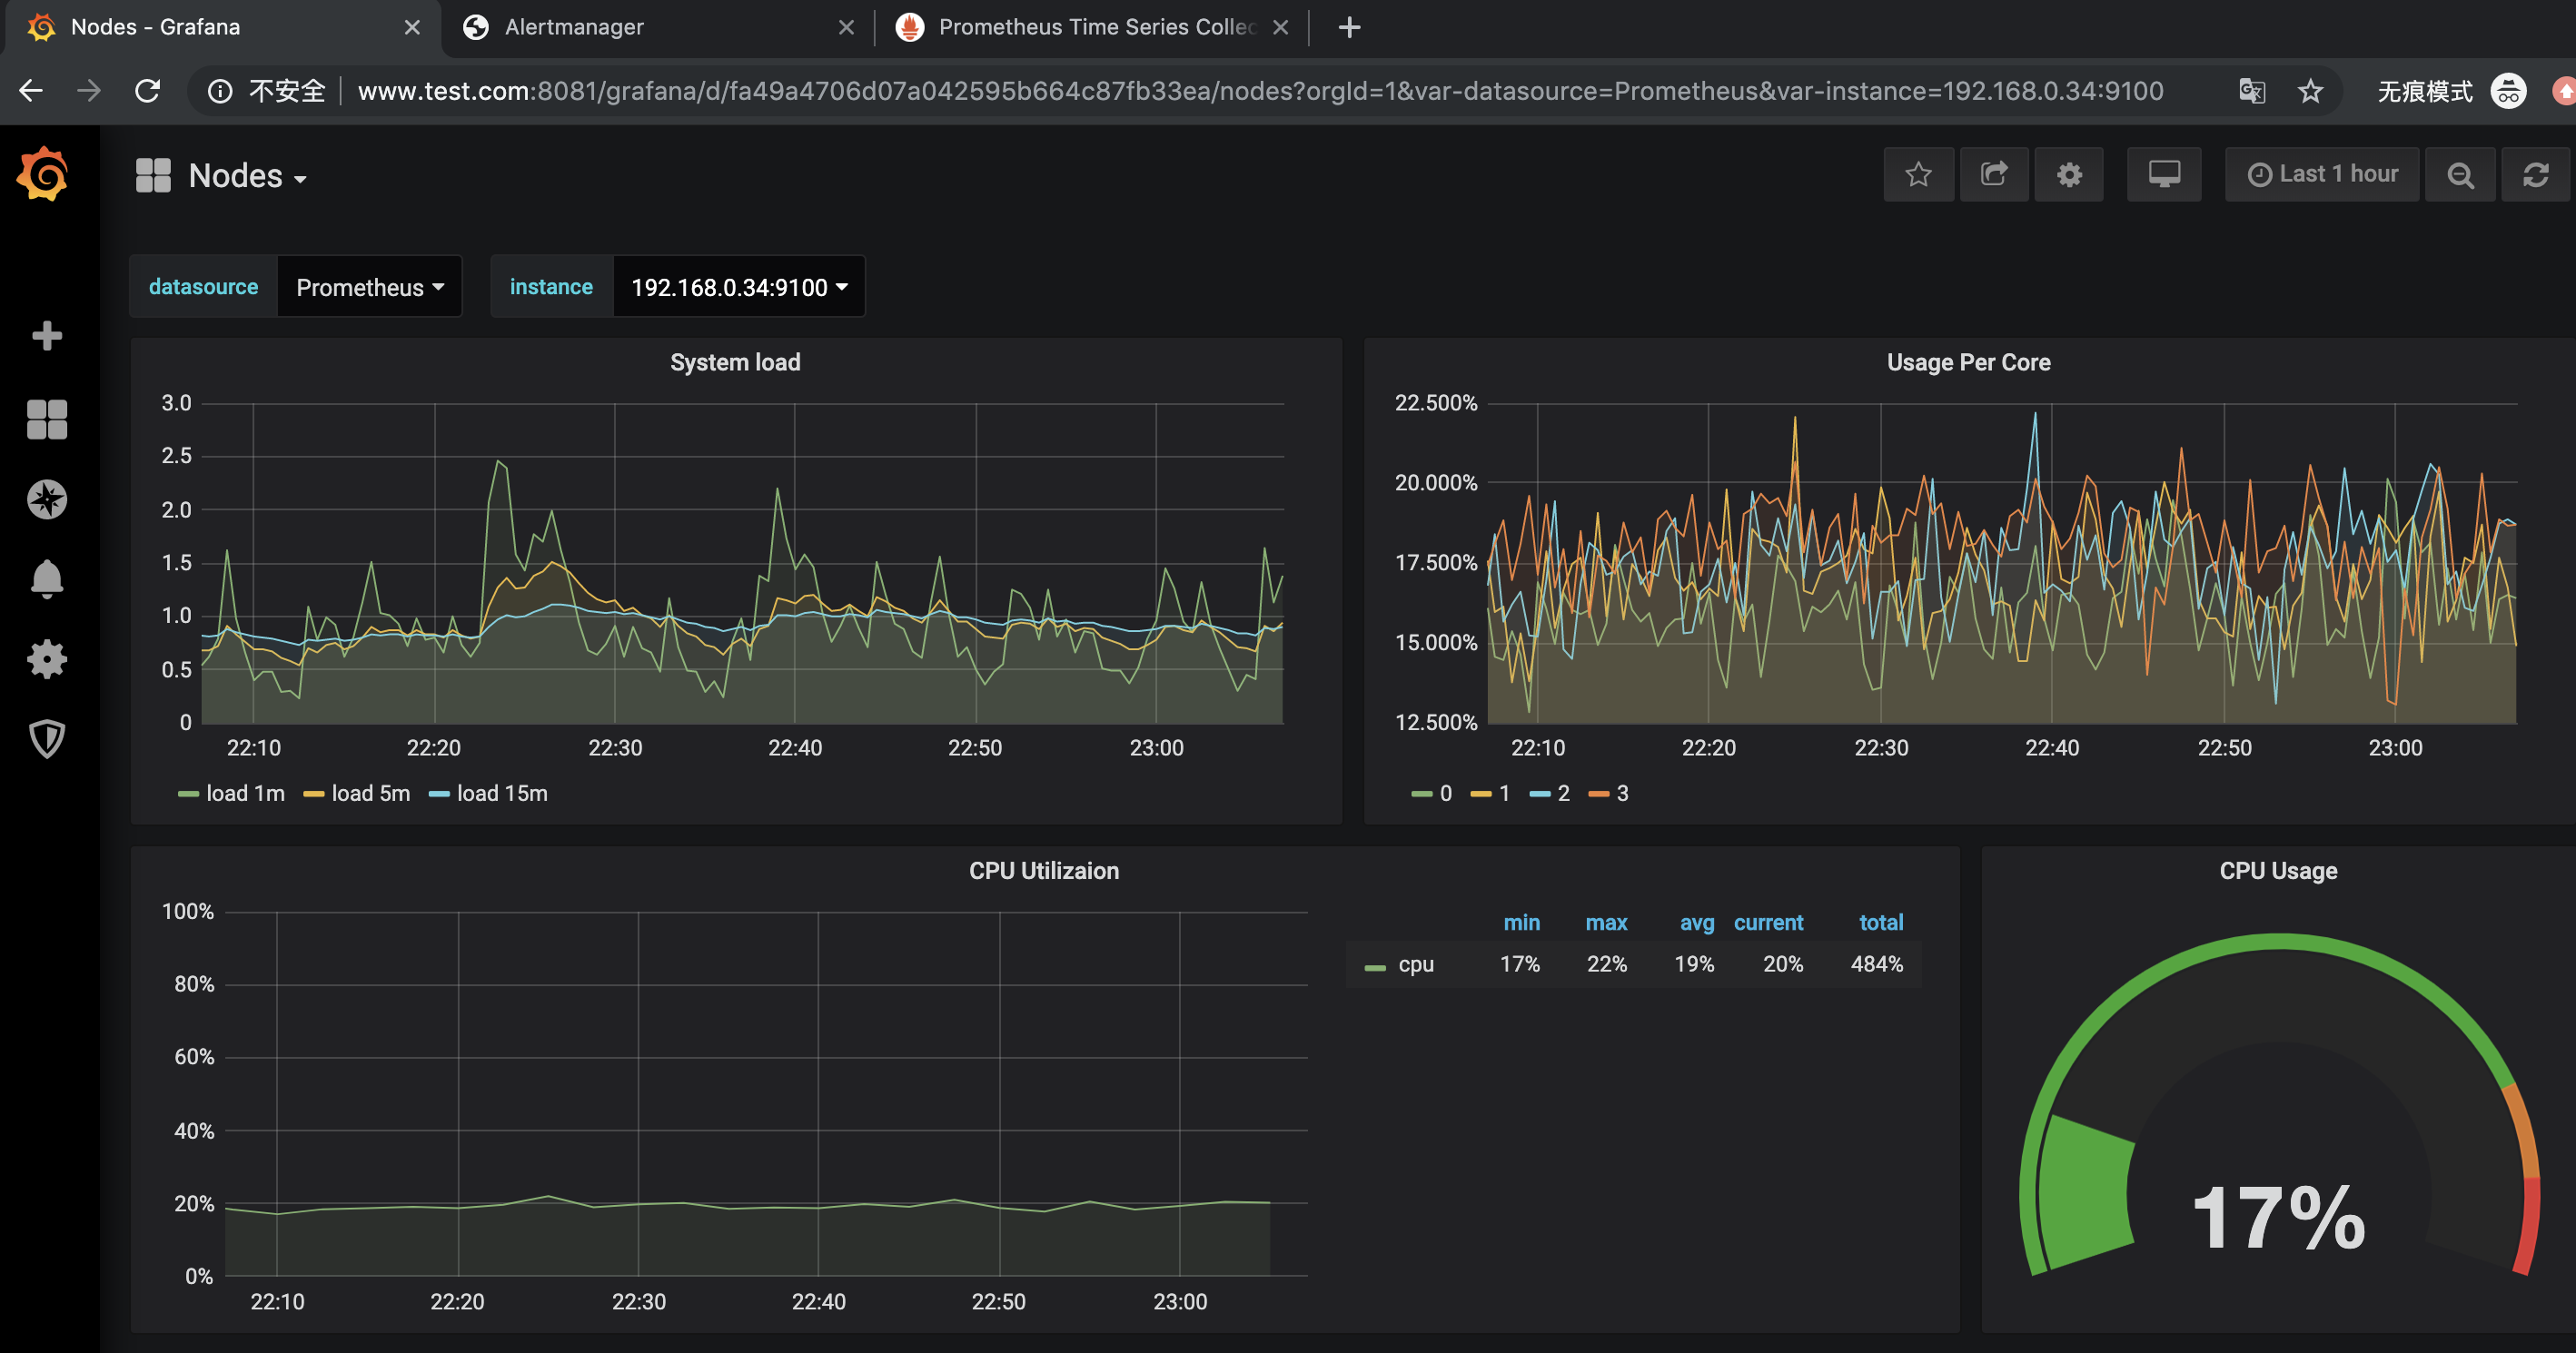 Nodes - Grafana
Alertmanager
Prometheus Time Series Collec
不安全 www.test.com:8081/grafana/d/fa49a4706d07a042595b664c87fb33ea/nodes?orgId=1&var-datasource=Prometheus&var-instance=192.168.0.34:9100
无痕模式
Nodes
Last 1 hour
datasource Prometheus
instance 192.168.0.34:9100
System load
3.0
2.5
2.0
1.5
1.0
0.5
0
22:10 22:20 22:30 22:40 22:50 23:00
load 1m load 5m load 15m
Usage Per Core
22.500%
20.000%
17.500%
15.000%
12.500%
22:10 22:20 22:30 22:40 22:50 23:00
0 1 2 3
CPU Utilizaion
100%
80%
60%
40%
20%
0%
22:10 22:20 22:30 22:40 22:50 23:00
min max avg current total
cpu 17% 22% 19% 20% 484%
CPU Usage
17%